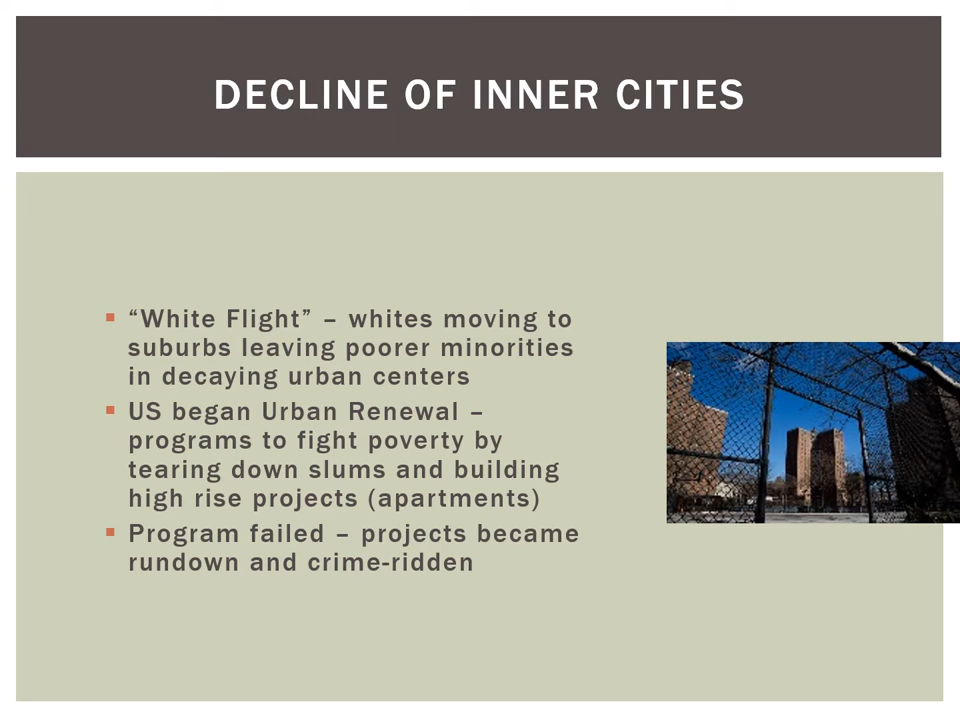 DECLINE OF INNER CITIES
▪ “White Flight” – whites moving to
suburbs leaving poorer minorities
in decaying urban centers
▪ US began Urban Renewal –
programs to fight poverty by
tearing down slums and building
high rise projects (apartments)
▪ Program failed – projects became
rundown and crime-ridden